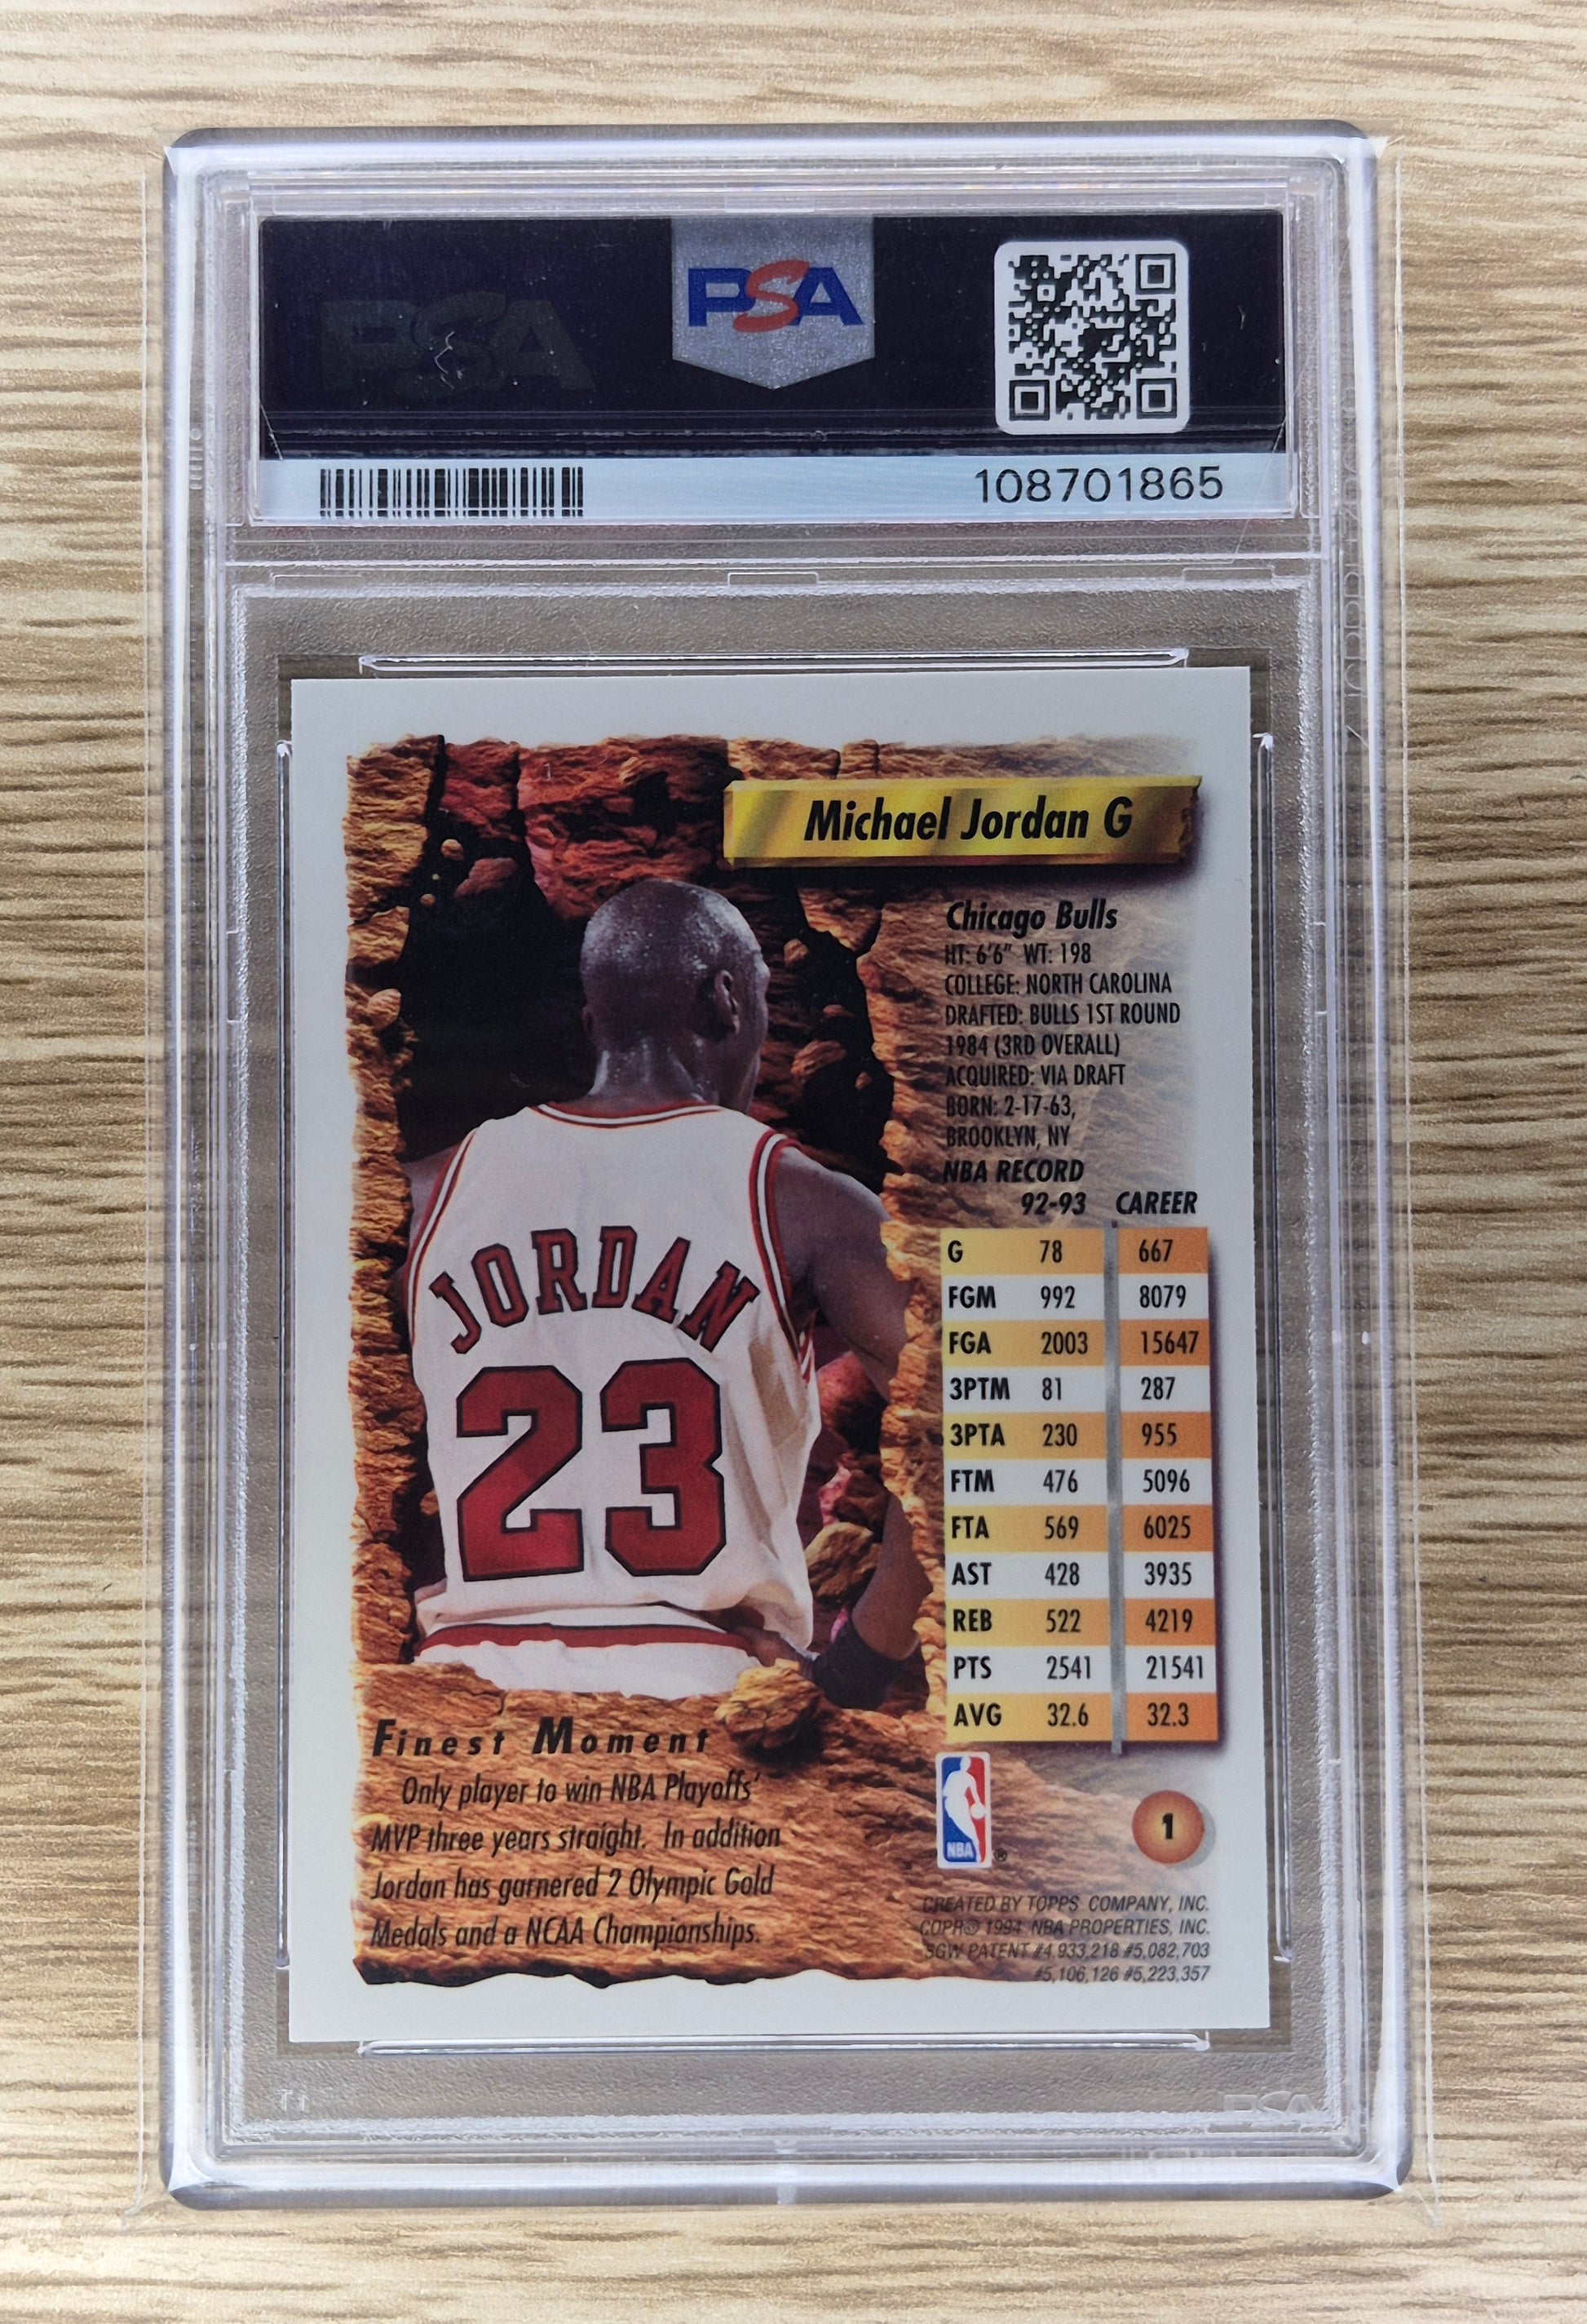 PSA
PSA
108701865
Michael Jordan G
Chicago Bulls
HT: 6'6" WT: 198
COLLEGE: NORTH CAROLINA
DRAFTED: BULLS 1ST ROUND
1984 (3RD OVERALL)
ACQUIRED: VIA DRAFT
BORN: 2-17-63,
BROOKLYN, NY
NBA RECORD
92-93 CAREER
G 78 667
FGM 992 8079
FGA 2003 15647
3PTM 81 287
3PTA 230 955
FTM 476 5096
FTA 569 6025
AST 428 3935
REB 522 4219
PTS 2541 21541
AVG 32.6 32.3
JORDAN
23
Finest Moment
Only player to win NBA Playoffs'
MVP three years straight. In addition
Jordan has garnered 2 Olympic Gold
Medals and a NCAA Championships.
NBA ®
1
CREATED BY TOPPS COMPANY, INC.
COPR© 1994 NBA PROPERTIES, INC.
SGW PATENT #4,933,218 #5,082,703
#5,106,126 #5,223,357
PSA